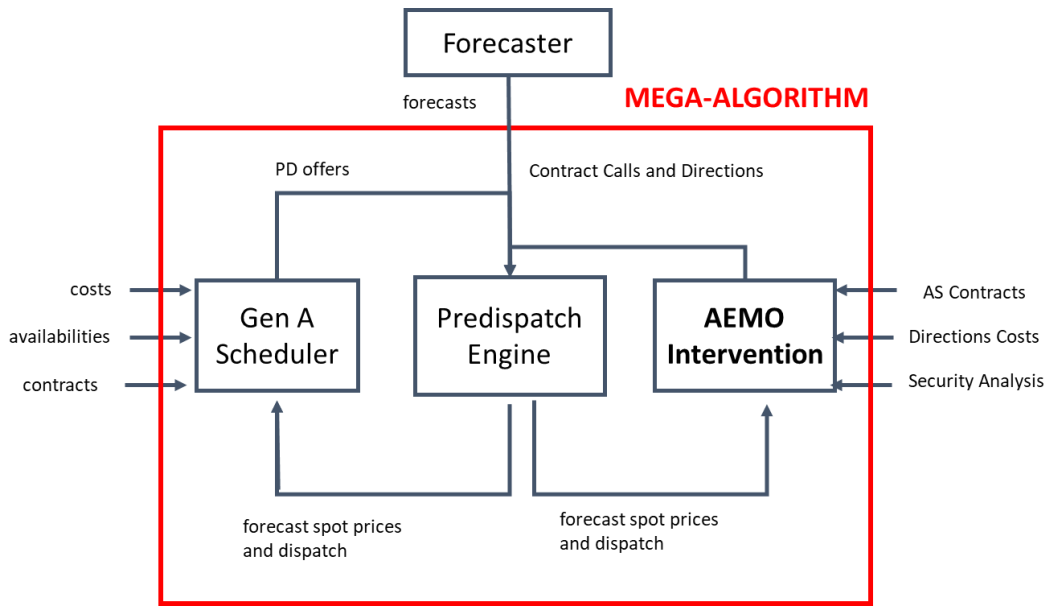 Forecaster
forecasts
MEGA-ALGORITHM
PD offers
Contract Calls and Directions
costs
availabilities
contracts
Gen A
Scheduler
Predispatch
Engine
AEMO
Intervention
AS Contracts
Directions Costs
Security Analysis
forecast spot prices
and dispatch
forecast spot prices
and dispatch